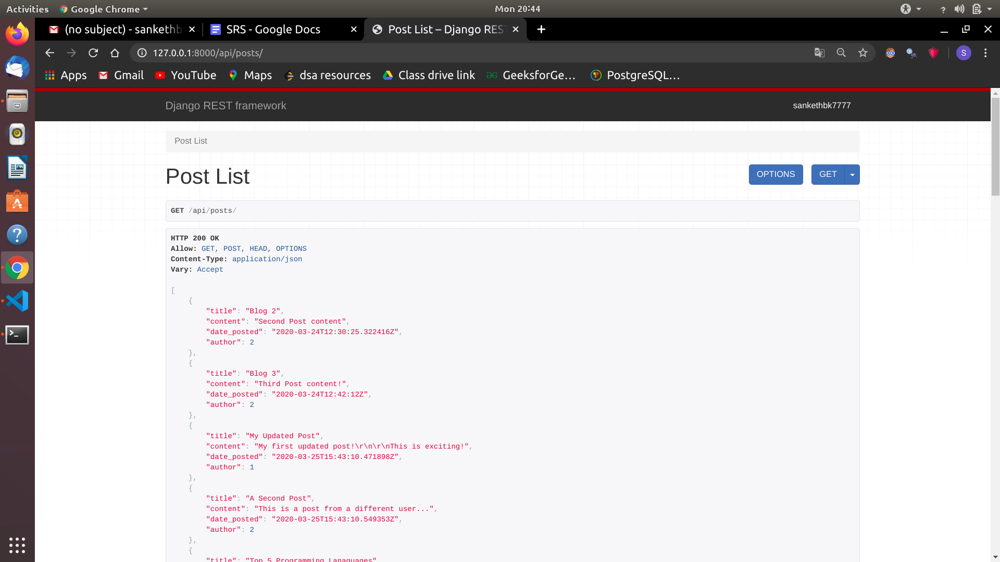 Activities Google Chrome Mon 20:44 ?
(no subject) - sankethb SRS - Google Docs Post List – Django REST
127.0.0.1:8000/api/posts/ S
Apps Gmail YouTube Maps dsa resources Class drive link GeeksforGe… PostgreSQL…
Django REST framework sankethbk7777
Post List
Post List OPTIONS GET
GET /api/posts/
HTTP 200 OK
Allow: GET, POST, HEAD, OPTIONS
Content-Type: application/json
Vary: Accept
[
{
"title": "Blog 2",
"content": "Second Post content",
"date_posted": "2020-03-24T12:30:25.322416Z",
"author": 2
},
{
"title": "Blog 3",
"content": "Third Post content!",
"date_posted": "2020-03-24T12:42:12Z",
"author": 2
},
{
"title": "My Updated Post",
"content": "My first updated post!\r\n\r\nThis is exciting!",
"date_posted": "2020-03-25T15:43:10.471898Z",
"author": 1
},
{
"title": "A Second Post",
"content": "This is a post from a different user...",
"date_posted": "2020-03-25T15:43:10.549353Z",
"author": 2
},
{
"title": "Top 5 Programming Lanaguages"